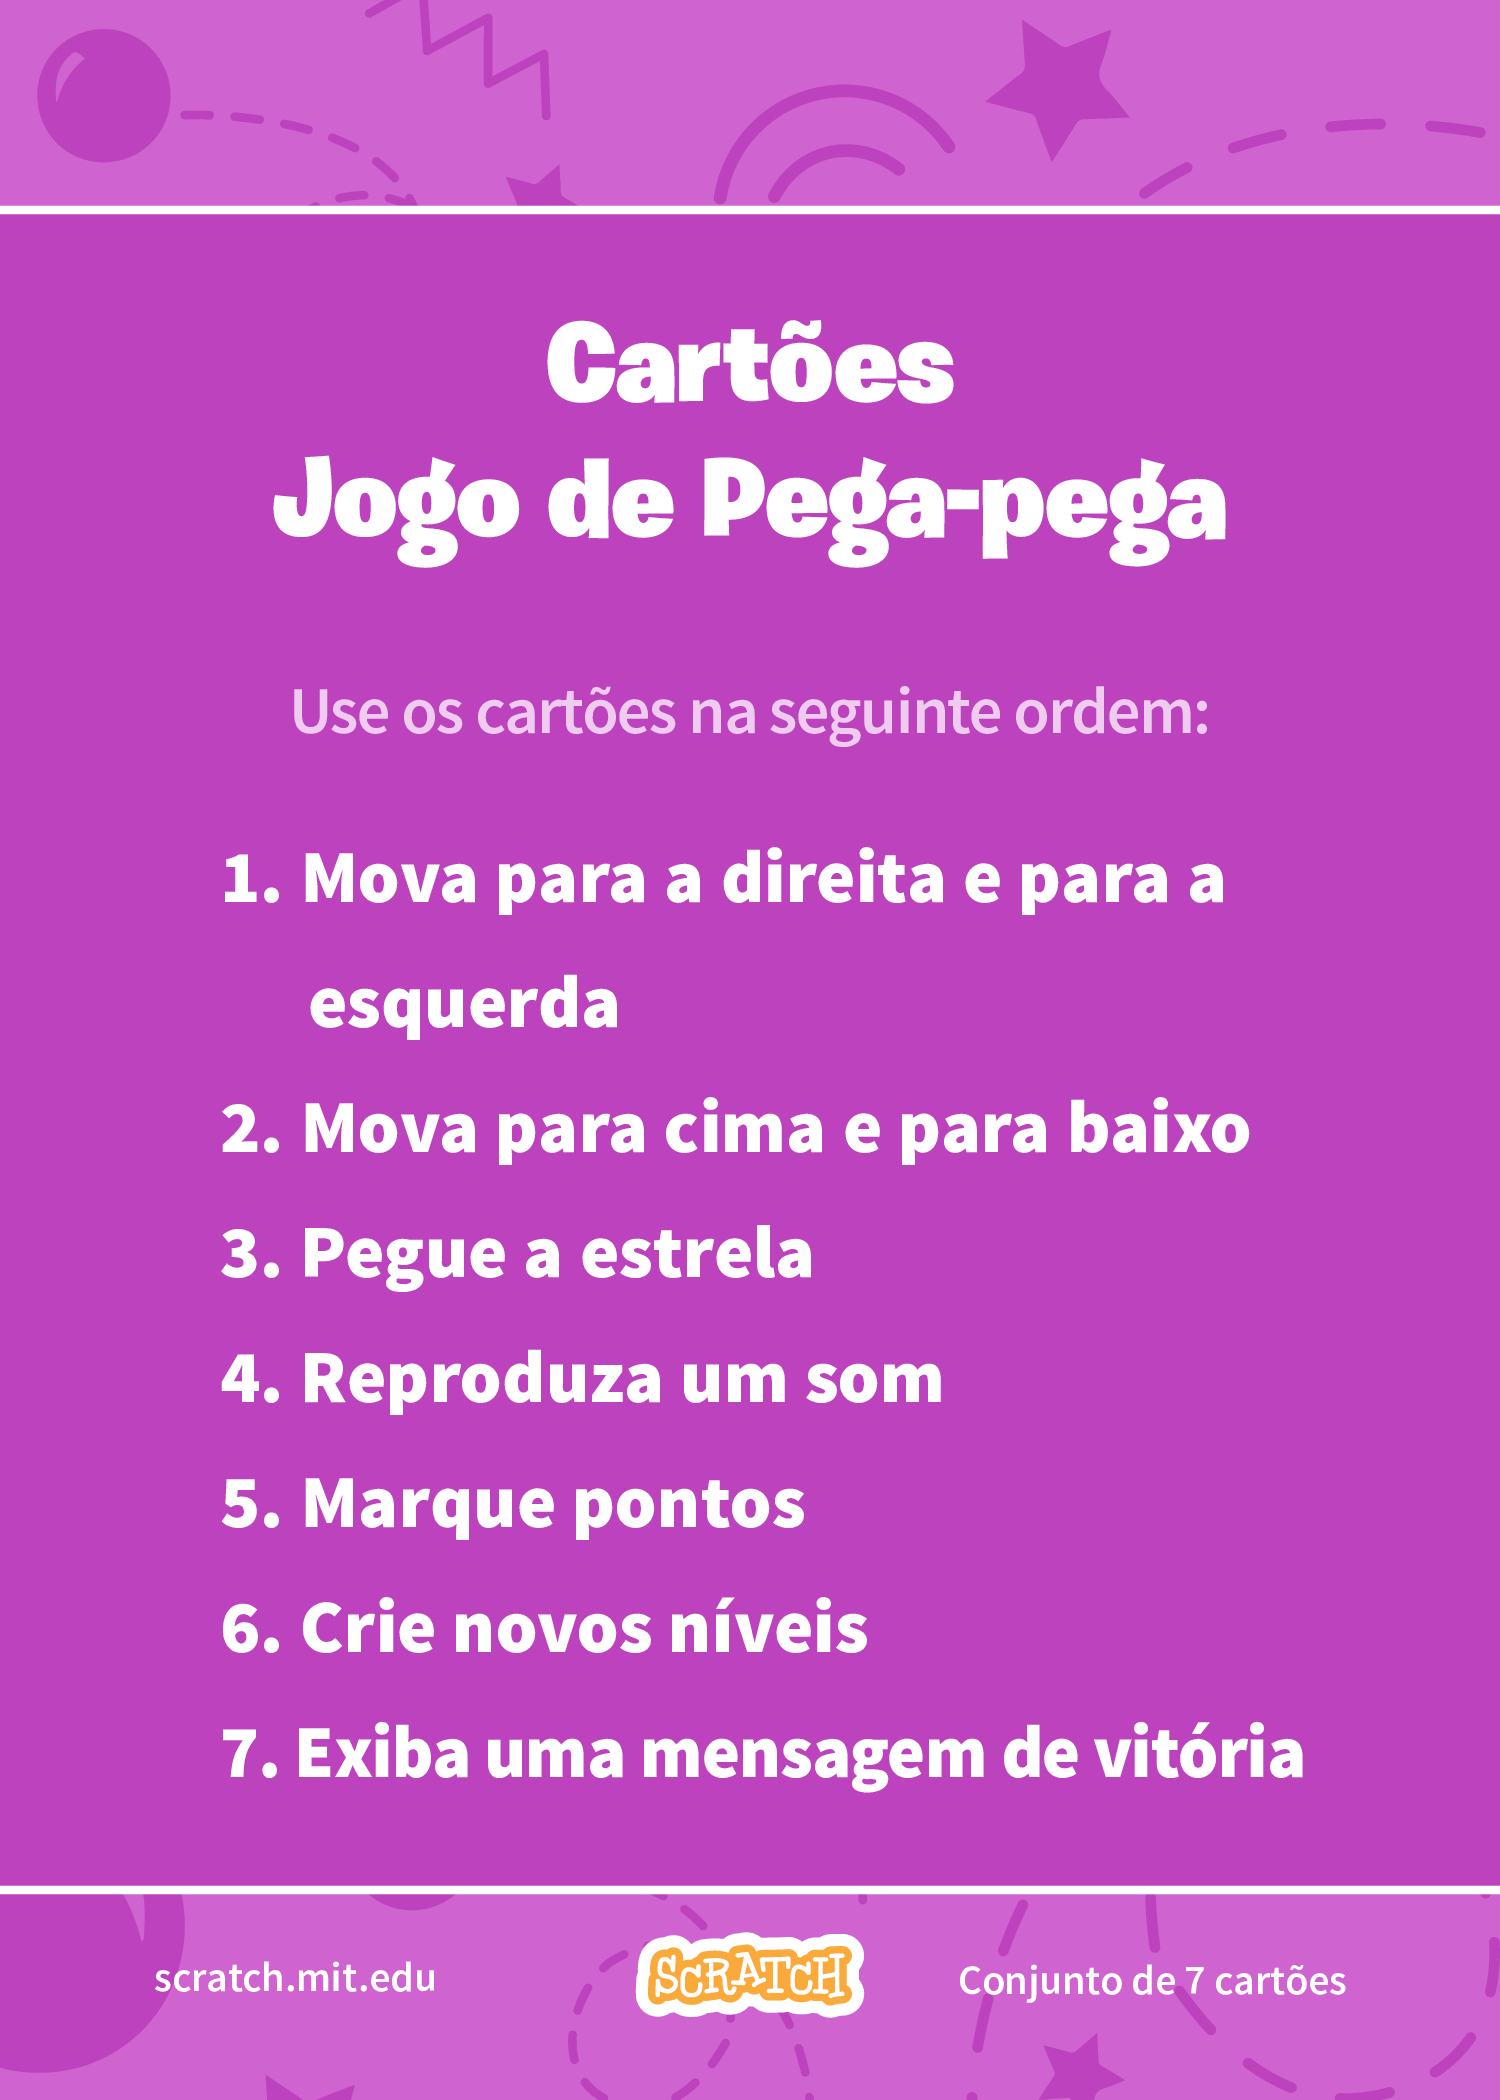 Cartões
Jogo de Pega-pega
Use os cartões na seguinte ordem:
1. Mova para a direita e para a
esquerda
2. Mova para cima e para baixo
3. Pegue a estrela
4. Reproduza um som
5. Marque pontos
6. Crie novos níveis
7. Exiba uma mensagem de vitória
scratch.mit.edu
SCRATCH
Conjunto de 7 cartões